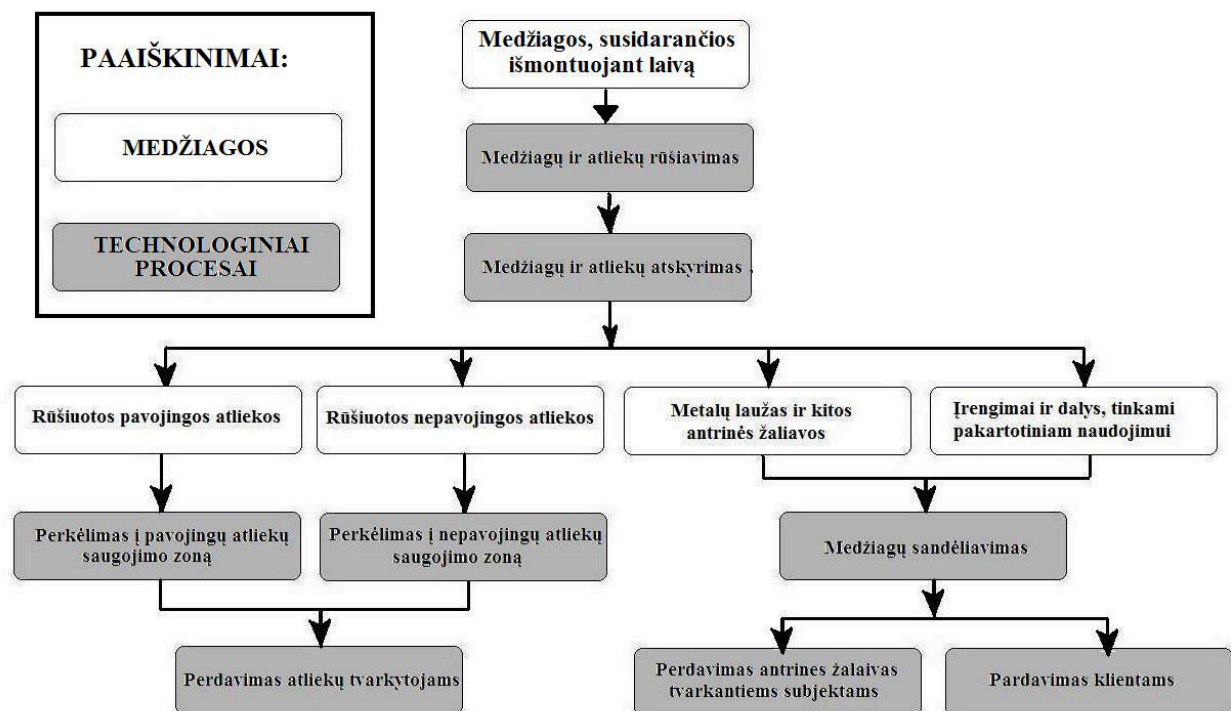 PAAIŠKINIMAI:
MEDŽIAGOS
TECHNOLOGINIAI
PROCESAI
Medžiagos, susidarančios
išmontuojant laivą
Medžiagų ir atliekų rūšiavimas
Medžiagų ir atliekų atskyrimas ,
Rūšiuotos pavojingos atliekos
Rūšiuotos nepavojingos atliekos
Metalų laužas ir kitos
antrinės žaliavos
Įrengimai ir dalys, tinkami
pakartotiniam naudojimui
Perkėlimas į pavojingų atliekų
saugojimo zoną
Perkėlimas į nepavojingų atliekų
saugojimo zoną
Medžiagų sandėliavimas
Perdavimas atliekų tvarkytojams
Perdavimas antrines žalaivas
tvarkantiems subjektams
Pardavimas klientams